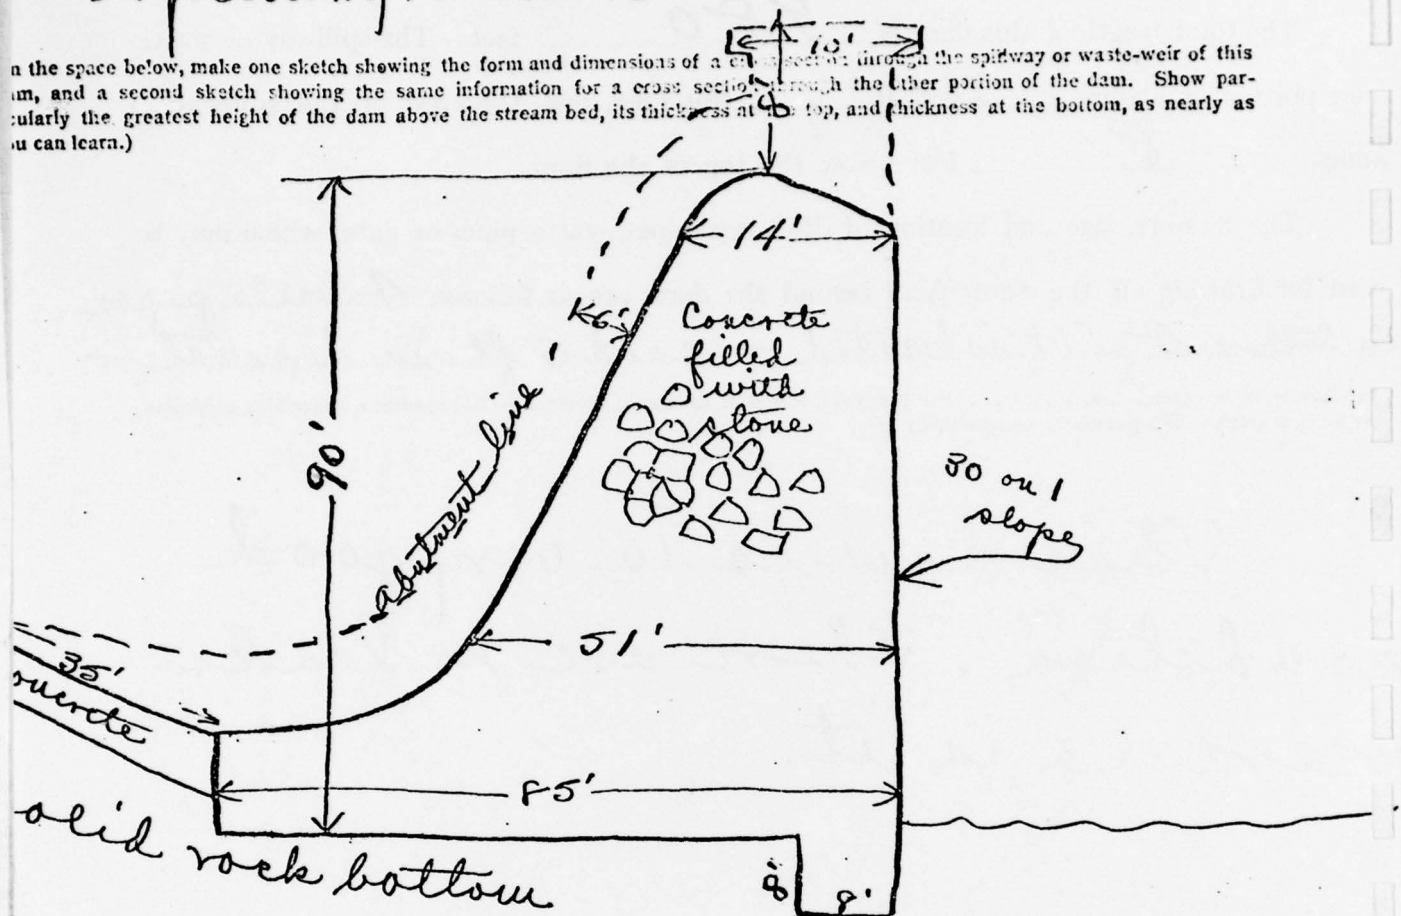 10'
n the space below, make one sketch showing the form and dimensions of a cross section through the spillway or waste-weir of this
am, and a second sketch showing the same information for a cross section through the other portion of the dam. Show par-
cularly the greatest height of the dam above the stream bed, its thickness at the top, and thickness at the bottom, as nearly as
u can learn.)
8'
14'
6'
Concrete
filled
with
stone
90'
abutment line
30 on 1
slope
51'
35'
oncrete
85'
olid rock bottom
8'
8'